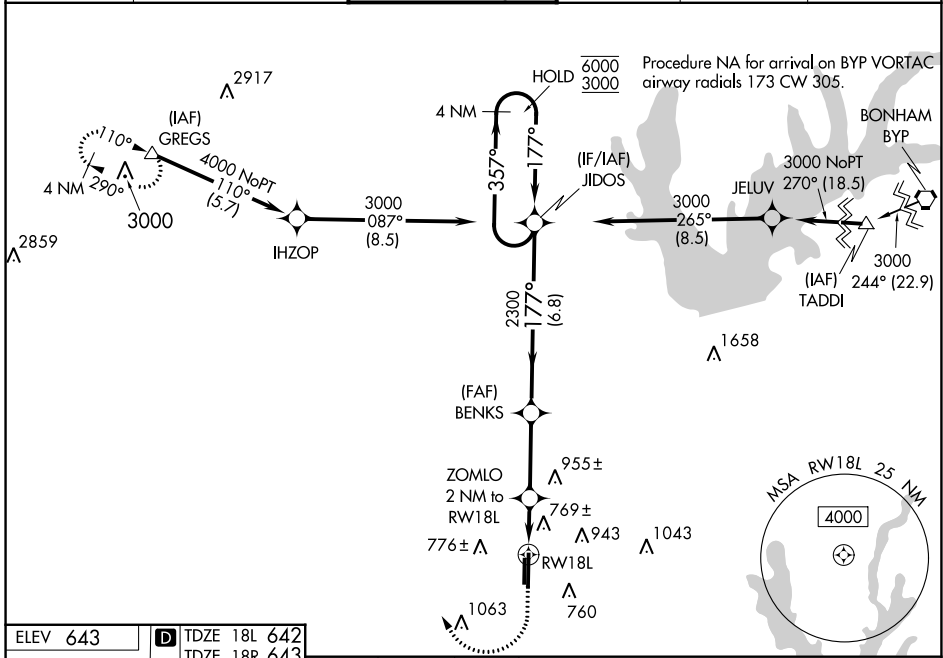 2917
(IAF)
GREGS
110°
4 NM
290°
3000
4000 NoPT
110°
(5.7)
IHZOP
3000
087°
(8.5)
2859
HOLD
6000
3000
4 NM
357°
177°
(IF/IAF)
JIDOS
Procedure NA for arrival on BYP VORTAC
airway radials 173 CW 305.
BONHAM
BYP
3000 NoPT
270° (18.5)
JELUV
3000
265°
(8.5)
(IAF)
TADDI
3000
244° (22.9)
2300
177°
(6.8)
1658
(FAF)
BENKS
ZOMLO
2 NM to
RW18L
955±
769±
943
1043
776±
RW18L
1063
760
MSA RW18L 25 NM
4000
ELEV 643
D TDZE 18L 642
TDZE 18R 643